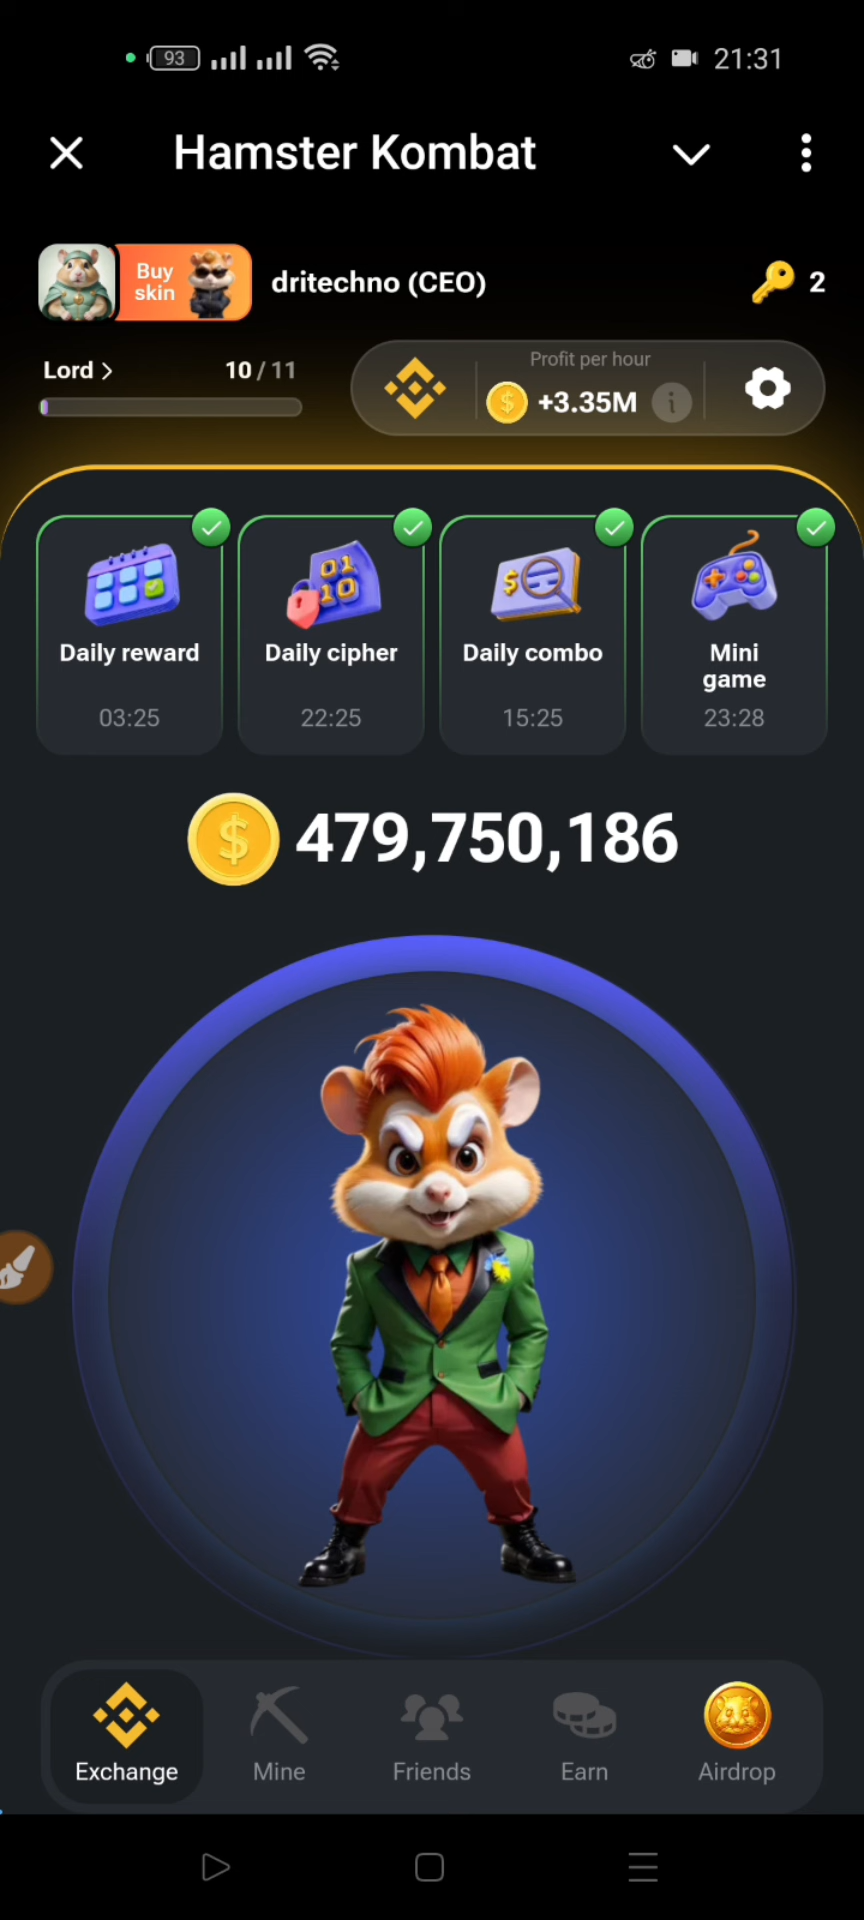 93
21:31
Hamster Kombat
Buy
skin
dritechno (CEO)
2
Lord >
10 / 11
Profit per hour
$
+3.35M
i
Daily reward
03:25
01
10
Daily cipher
22:25
$
Daily combo
15:25
Mini
game
23:28
$
479,750,186
Exchange
Mine
Friends
Earn
Airdrop